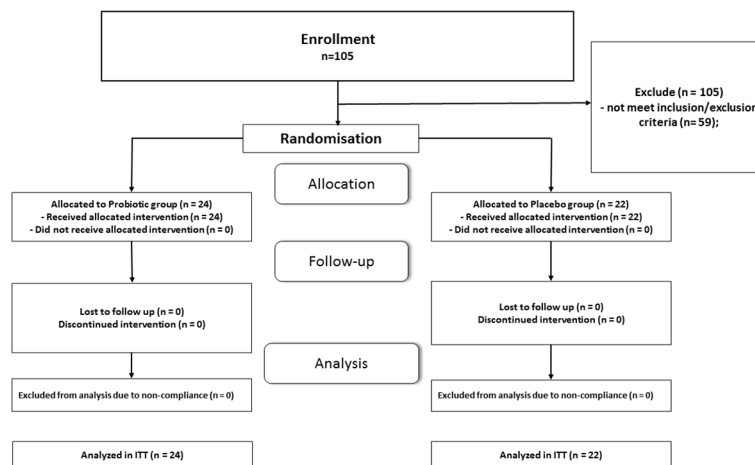 Enrollment
n=105
Exclude (n = 105)
- not meet inclusion/exclusion
criteria (n= 59);
Randomisation
Allocation
Allocated to Probiotic group (n = 24)
- Received allocated intervention (n = 24)
- Did not receive allocated intervention (n = 0)
Allocated to Placebo group (n = 22)
- Received allocated intervention (n = 22)
- Did not receive allocated intervention (n = 0)
Follow-up
Lost to follow up (n = 0)
Discontinued intervention (n = 0)
Lost to follow up (n = 0)
Discontinued intervention (n = 0)
Analysis
Excluded from analysis due to non-compliance (n = 0)
Excluded from analysis due to non-compliance (n = 0)
Analyzed in ITT (n = 24)
Analyzed in ITT (n = 22)